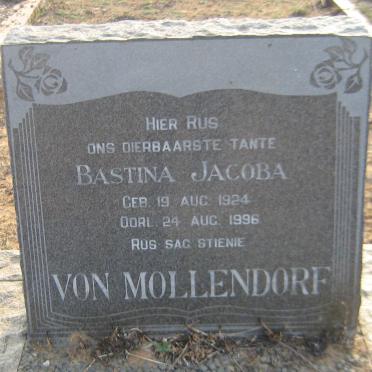 Hier Rus
ons dierbaarste tante
Bastina Jacoba
Geb. 19 Aug. 1924
Oorl. 24 Aug. 1996
Rus sag Stienie
VON MOLLENDORF